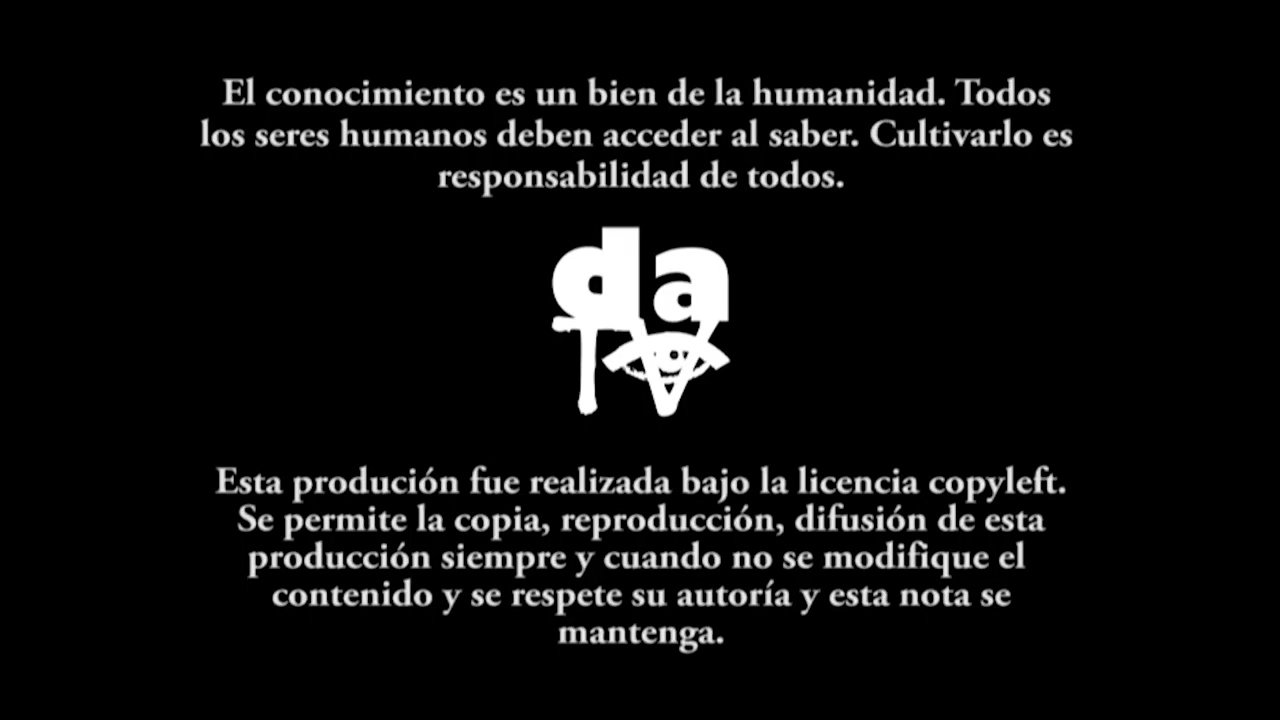 El conocimiento es un bien de la humanidad. Todos
los seres humanos deben acceder al saber. Cultivarlo es
responsabilidad de todos.
da
TV
Esta produción fue realizada bajo la licencia copyleft.
Se permite la copia, reproducción, difusión de esta
producción siempre y cuando no se modifique el
contenido y se respete su autoría y esta nota se
mantenga.